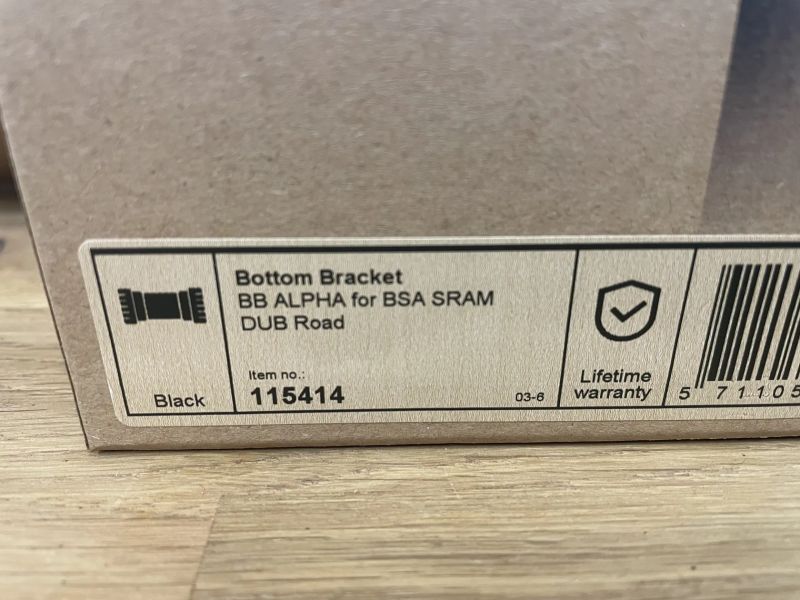 Bottom Bracket
BB ALPHA for BSA SRAM
DUB Road
Item no.:
115414
03-6
Black
Lifetime
warranty
5 71105